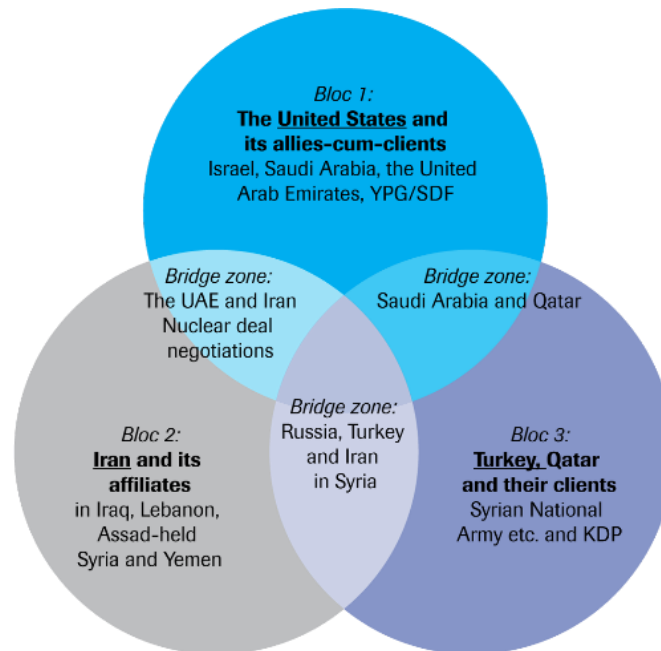 Bloc 1:
The United States and
its allies-cum-clients
Israel, Saudi Arabia, the United
Arab Emirates, YPG/SDF
Bridge zone:
The UAE and Iran
Nuclear deal
negotiations
Bridge zone:
Saudi Arabia and Qatar
Bridge zone:
Russia, Turkey
and Iran
in Syria
Bloc 2:
Iran and its
affiliates
in Iraq, Lebanon,
Assad-held
Syria and Yemen
Bloc 3:
Turkey, Qatar
and their clients
Syrian National
Army etc. and KDP